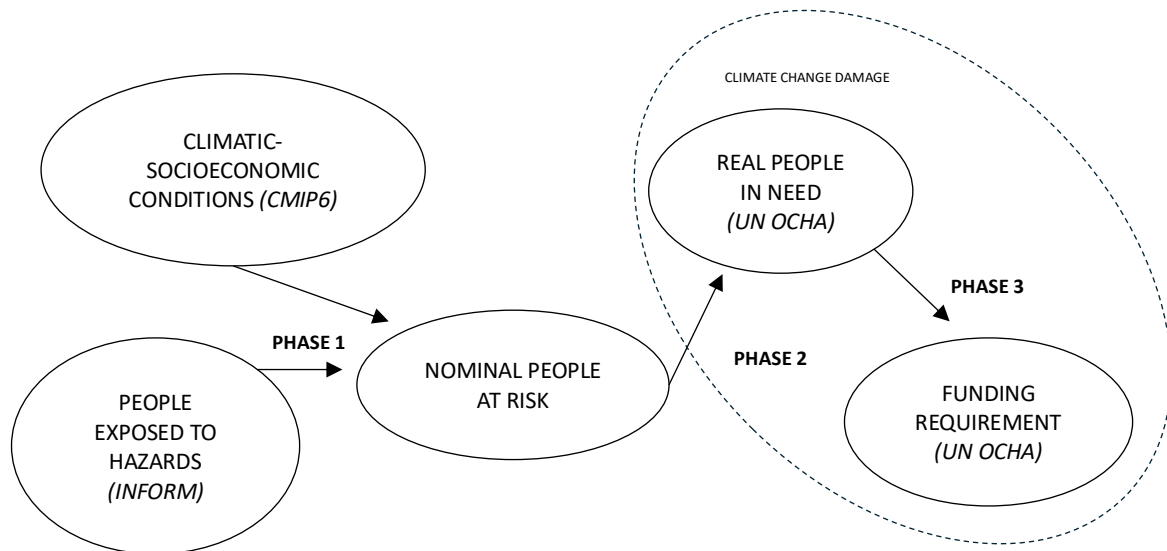 CLIMATE CHANGE DAMAGE
CLIMATIC-
SOCIOECONOMIC
CONDITIONS (CMIP6)
REAL PEOPLE
IN NEED
(UN OCHA)
PHASE 3
PHASE 1
PHASE 2
NOMINAL PEOPLE
AT RISK
PEOPLE
EXPOSED TO
HAZARDS
(INFORM)
FUNDING
REQUIREMENT
(UN OCHA)